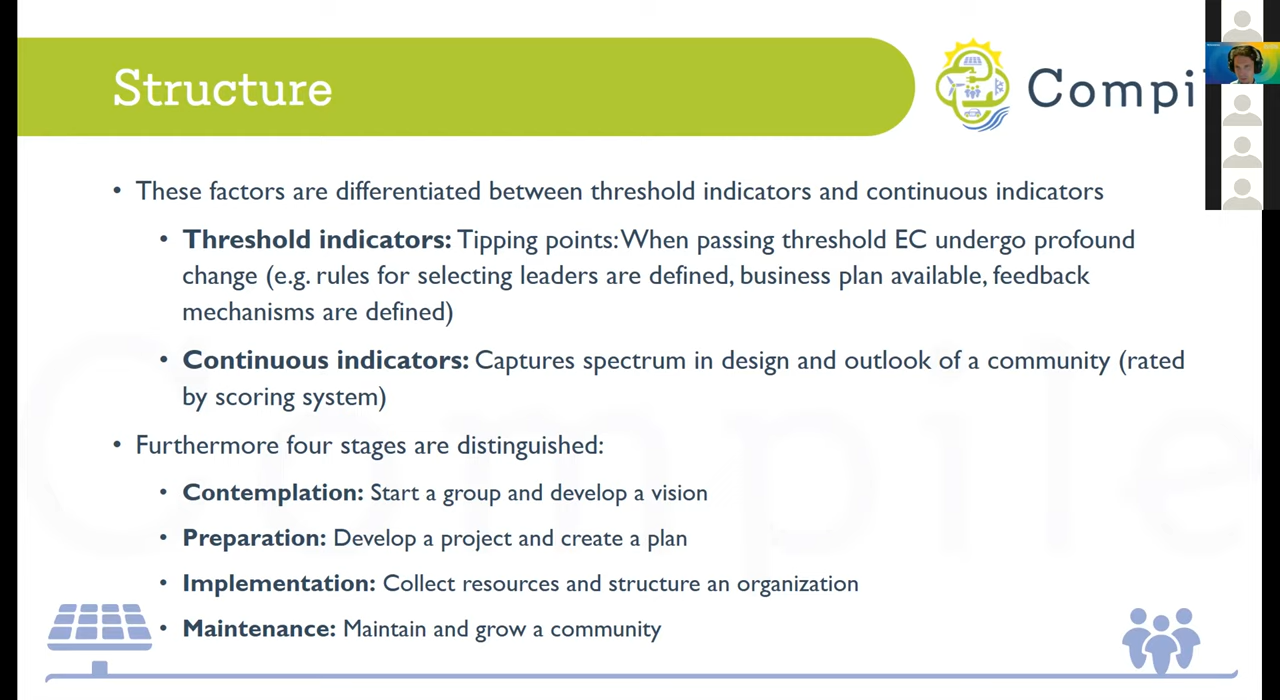 Structure
Compil
• These factors are differentiated between threshold indicators and continuous indicators
• Threshold indicators: Tipping points: When passing threshold EC undergo profound
change (e.g. rules for selecting leaders are defined, business plan available, feedback
mechanisms are defined)
• Continuous indicators: Captures spectrum in design and outlook of a community (rated
by scoring system)
• Furthermore four stages are distinguished:
• Contemplation: Start a group and develop a vision
• Preparation: Develop a project and create a plan
• Implementation: Collect resources and structure an organization
• Maintenance: Maintain and grow a community
Compile